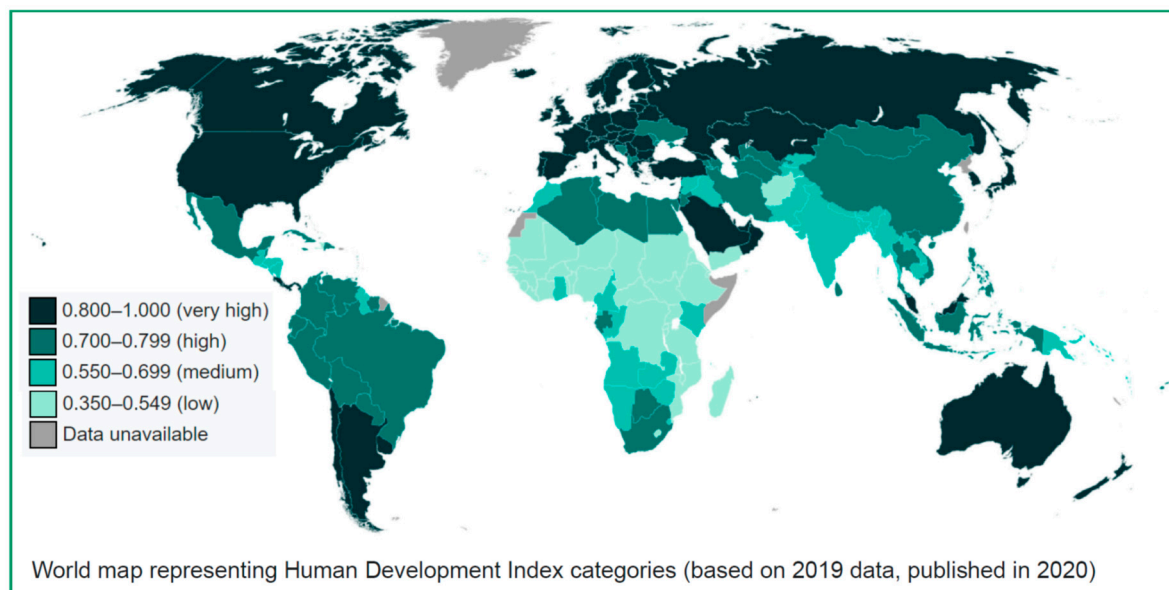 0.800–1.000 (very high)
0.700–0.799 (high)
0.550–0.699 (medium)
0.350–0.549 (low)
Data unavailable
World map representing Human Development Index categories (based on 2019 data, published in 2020)